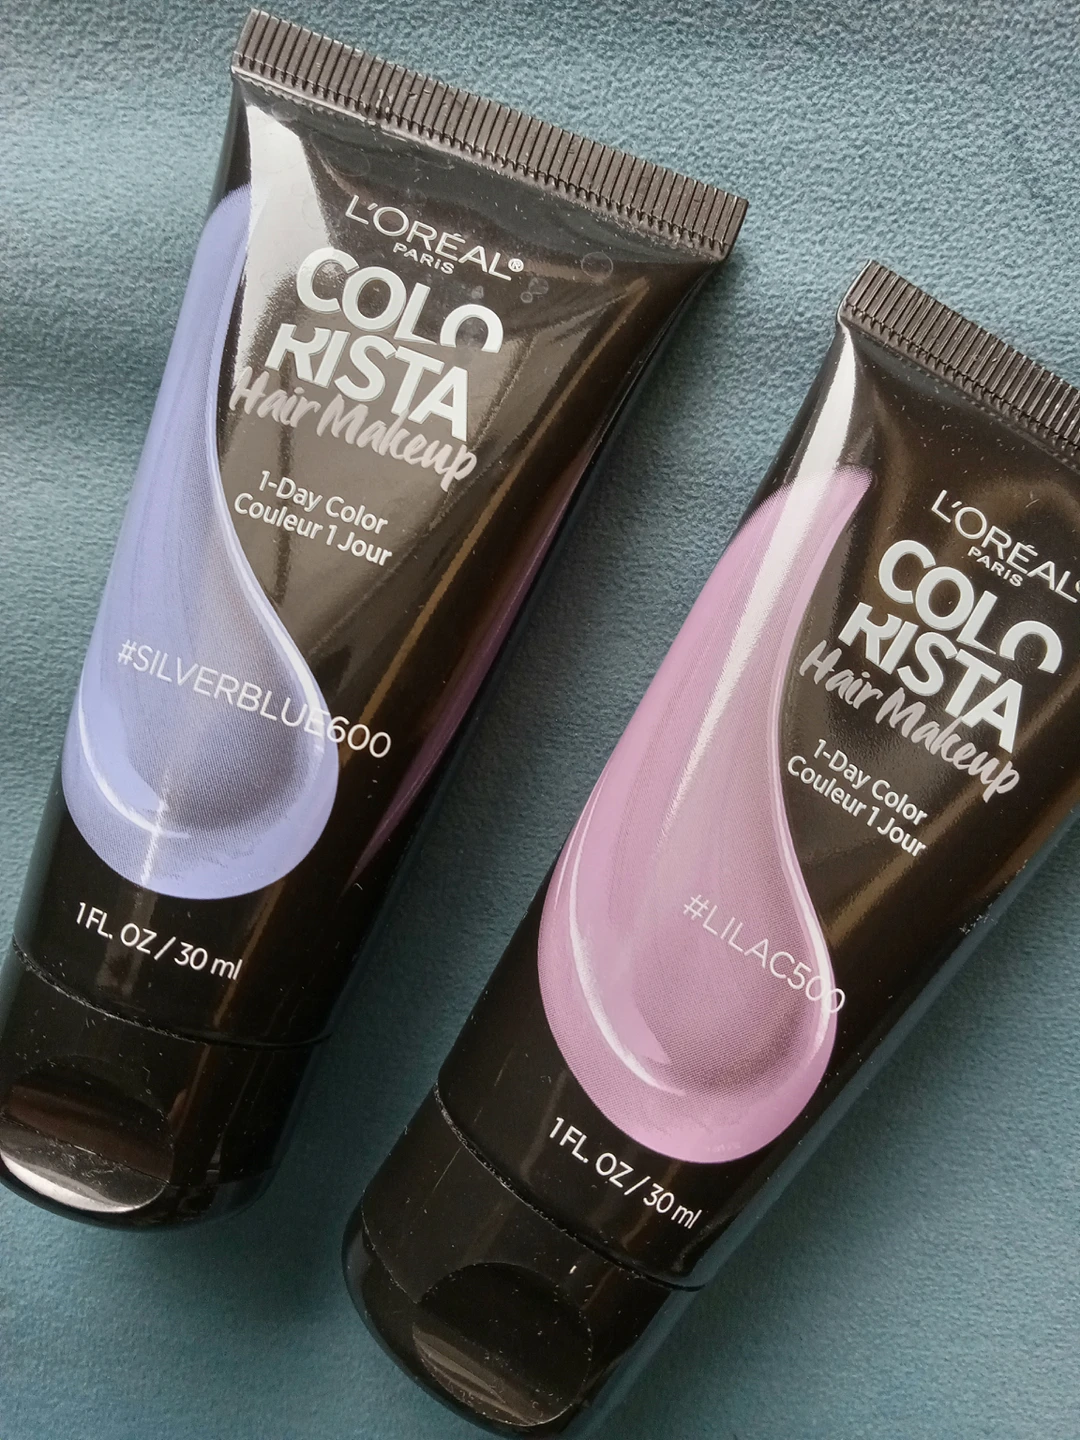 L'ORÉAL®
PARIS
COLO
RISTA
Hair Makeup
1-Day Color
Couleur 1 Jour
#SILVERBLUE600
1 FL. OZ / 30 ml
L'ORÉAL
PARIS
COLO
RISTA
Hair Makeup
1-Day Color
Couleur 1 Jour
#LILAC500
1 FL. OZ / 30 ml